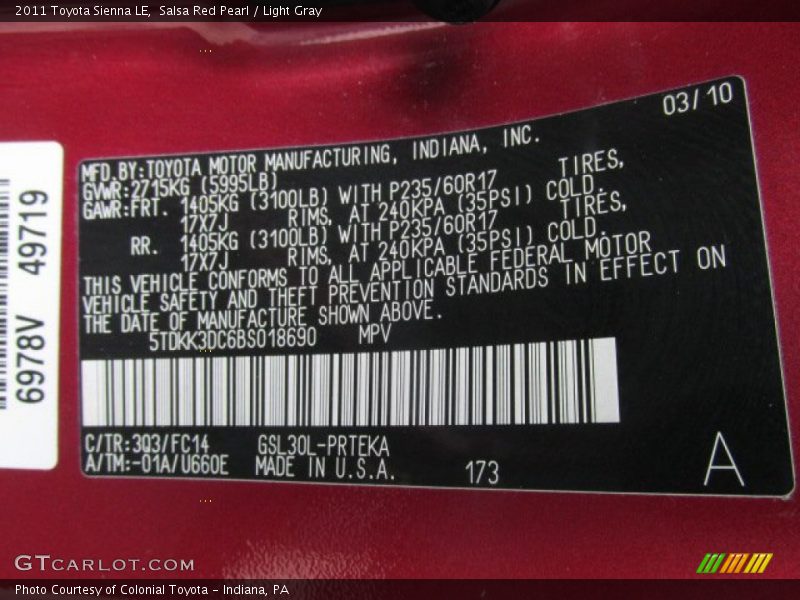 2011 Toyota Sienna LE,  Salsa Red Pearl / Light Gray
03/10
MFD.BY:TOYOTA MOTOR MANUFACTURING, INDIANA, INC.
GVWR:2715KG (5995LB)
GAWR:FRT. 1405KG (3100LB) WITH P235/60R17 TIRES,
17X7J RIMS, AT 240KPA (35PSI) COLD.
RR. 1405KG (3100LB) WITH P235/60R17 TIRES,
17X7J RIMS, AT 240KPA (35PSI) COLD.
THIS VEHICLE CONFORMS TO ALL APPLICABLE FEDERAL MOTOR
VEHICLE SAFETY AND THEFT PREVENTION STANDARDS IN EFFECT ON
THE DATE OF MANUFACTURE SHOWN ABOVE.
5TDKK3DC6BS018690 MPV
C/TR:3Q3/FC14 GSL30L-PRTEKA
A/TM:-01A/U660E MADE IN U.S.A. 173
A
6978V 49719
GTCARLOT.COM
Photo Courtesy of Colonial Toyota - Indiana, PA